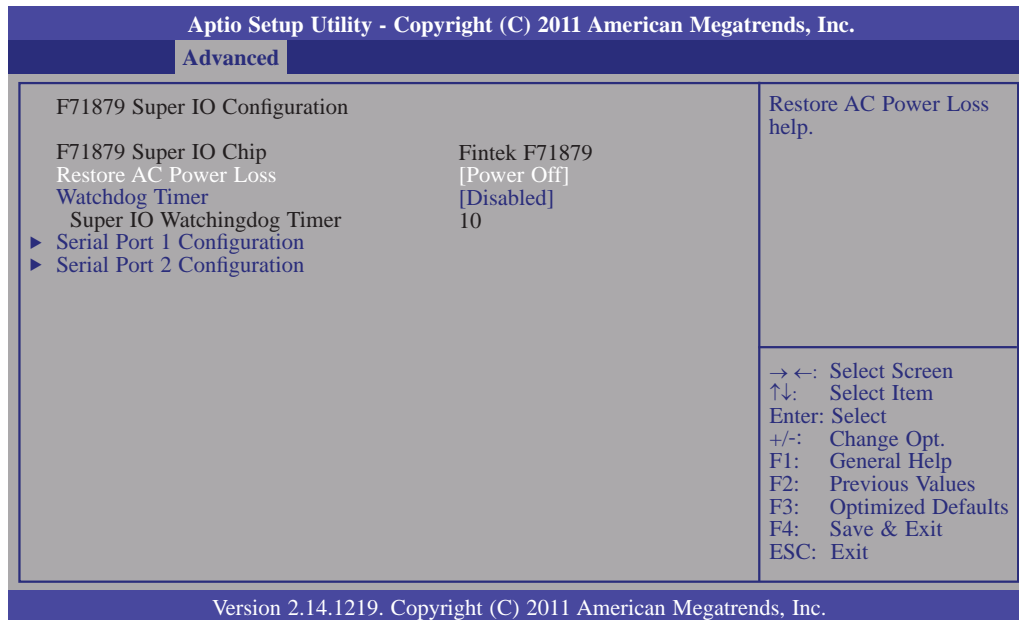 Aptio Setup Utility - Copyright (C) 2011 American Megatrends, Inc.
Advanced
F71879 Super IO Configuration
F71879 Super IO Chip Fintek F71879
Restore AC Power Loss [Power Off]
Watchdog Timer [Disabled]
Super IO Watchingdog Timer 10
▶ Serial Port 1 Configuration
▶ Serial Port 2 Configuration
Restore AC Power Loss
help.
→ ←: Select Screen
↑↓: Select Item
Enter: Select
+/-: Change Opt.
F1: General Help
F2: Previous Values
F3: Optimized Defaults
F4: Save & Exit
ESC: Exit
Version 2.14.1219. Copyright (C) 2011 American Megatrends, Inc.